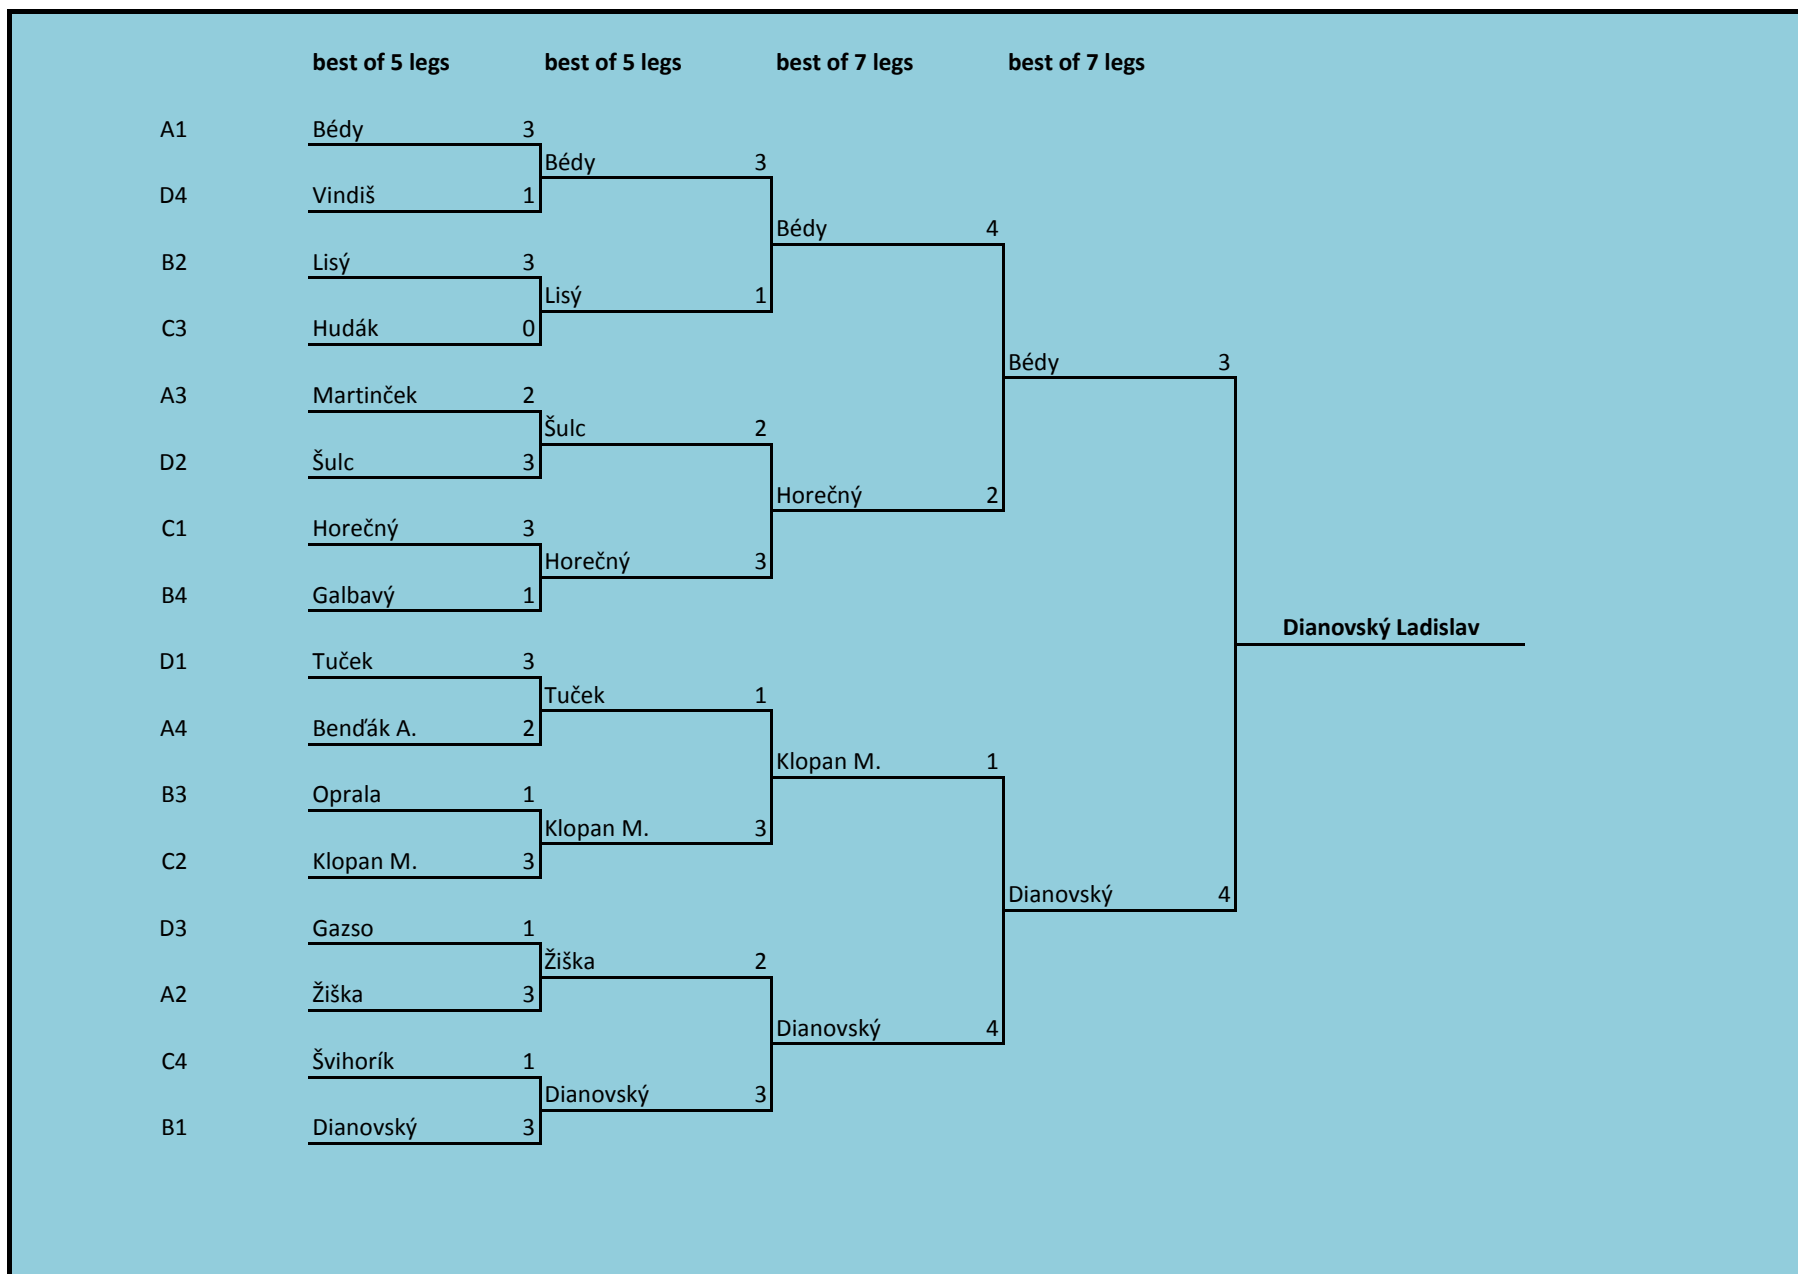 best of 5 legs best of 5 legs best of 7 legs best of 7 legs
A1 Bédy 3
Bédy 3
D4 Vindiš 1
Bédy 4
B2 Lisý 3
Lisý 1
C3 Hudák 0
Bédy 3
A3 Martinček 2
Šulc 2
D2 Šulc 3
Horečný 2
C1 Horečný 3
Horečný 3
B4 Galbavý 1
Dianovský Ladislav
D1 Tuček 3
Tuček 1
A4 Benďák A. 2
Klopan M. 1
B3 Oprala 1
Klopan M. 3
C2 Klopan M. 3
Dianovský 4
D3 Gazso 1
Žiška 2
A2 Žiška 3
Dianovský 4
C4 Švihorík 1
Dianovský 3
B1 Dianovský 3